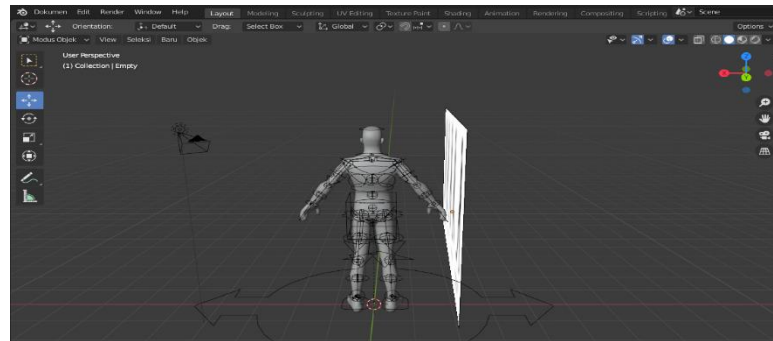 Dokumen Edit Render Window Help Layout Modeling Sculpting UV Editing Texture Paint Shading Animation Rendering Compositing Scripting Scene
Orientation: Default Drag: Select Box Global Options
Modus Objek View Seleksi Baru Objek
User Perspective
(1) Collection | Empty
X
Y
Z